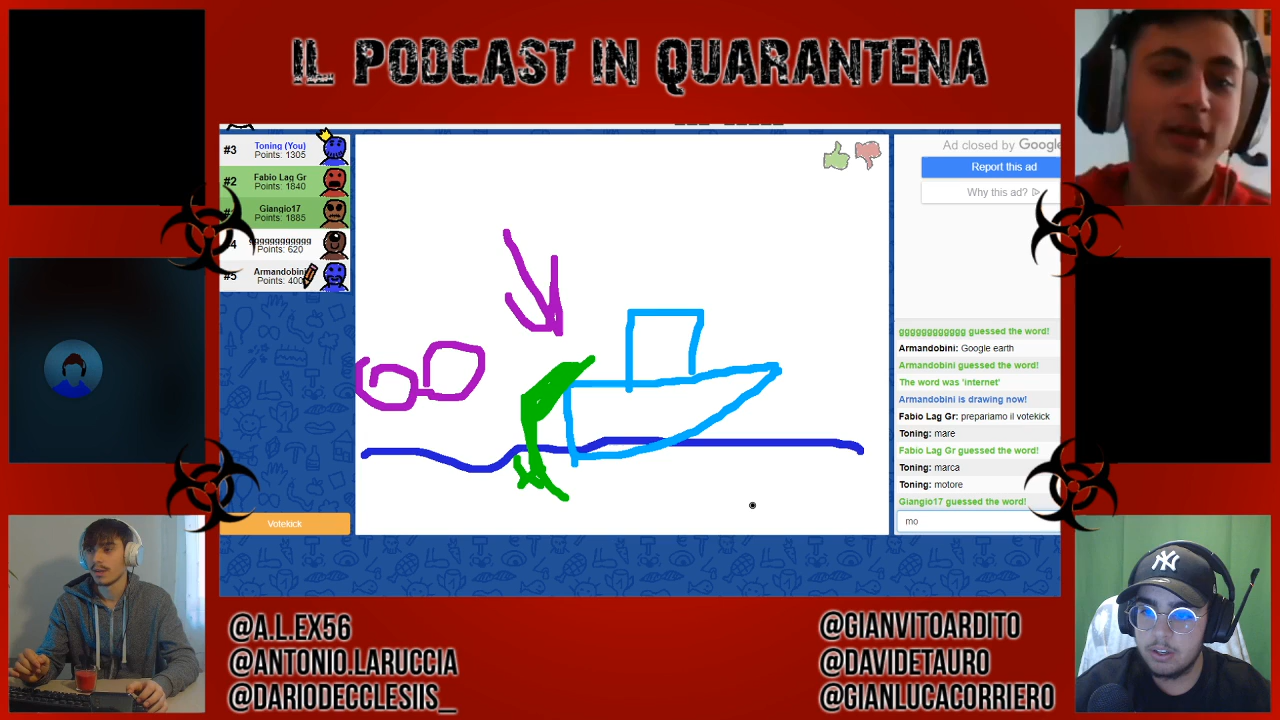 IL PODCAST IN QUARANTENA
#3 Toning (You)
Points: 1305
#2 Fabio Lag Gr
Points: 1840
Giangio17
Points: 1885
ggggggggggg
Points: 620
#5 Armandobini
Points: 400
Votekick
Ad closed by Google
Report this ad
Why this ad?
gggggggggggg guessed the word!
Armandobini: Google earth
Armandobini guessed the word!
The word was 'internet'
Armandobini is drawing now!
Fabio Lag Gr: prepariamo il votekick
Toning: mare
Fabio Lag Gr guessed the word!
Toning: marca
Toning: motore
Giangio17 guessed the word!
mo
@A.L.EX56
@ANTONIO.LARUCCIA
@DARIODECCLESIIS_
@GIANVITOARDITO
@DAVIDETAURO
@GIANLUCACORRIERO